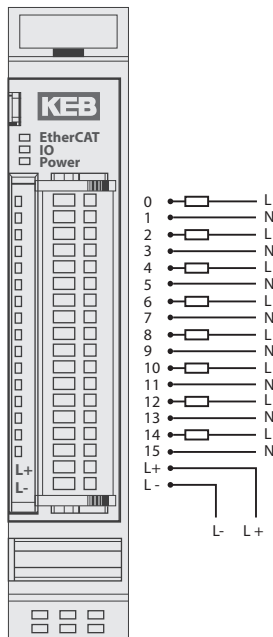 KEB
EtherCAT
IO
Power
0 L
1 N
2 L
3 N
4 L
5 N
6 L
7 N
8 L
9 N
10 L
11 N
12 L
13 N
14 L
15 N
L+ L+
L- L -
L- L +